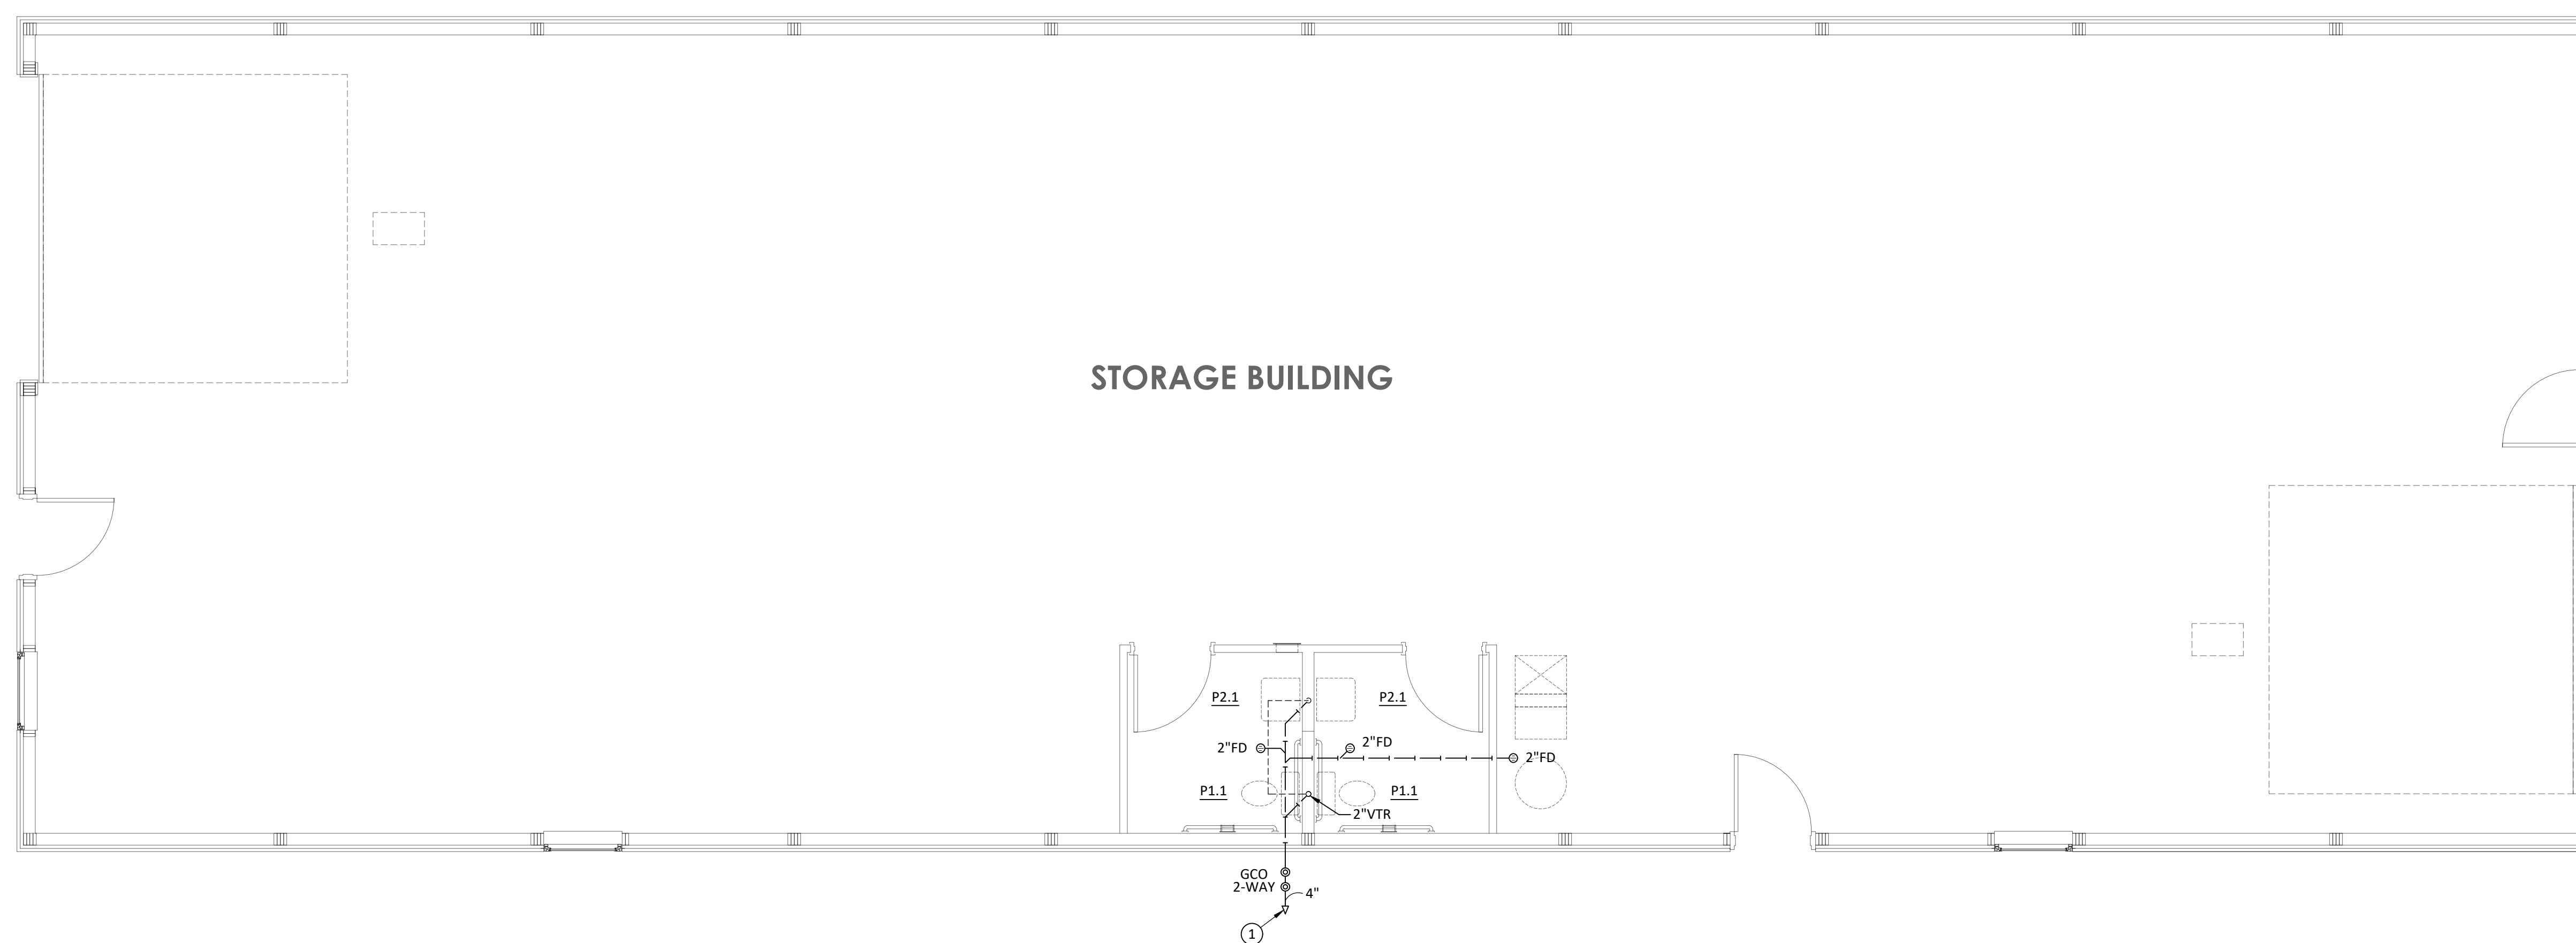 STORAGE BUILDING
P2.1
P2.1
2"FD
2"FD
2"FD
P1.1
P1.1
2"VTR
GCO
2-WAY
4"
1